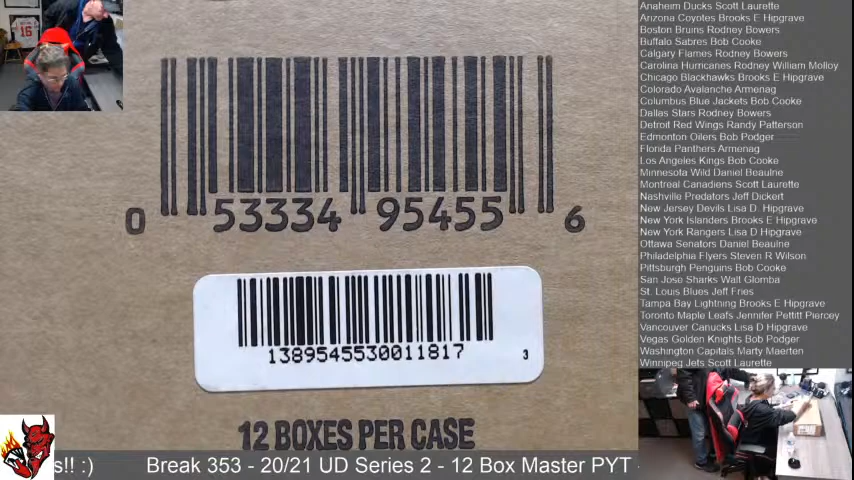 16
0 53334 95455 6
1389545530011817
3
12 BOXES PER CASE
s!! :) Break 353 - 20/21 UD Series 2 - 12 Box Master PYT -
Anaheim Ducks Scott Laurette
Arizona Coyotes Brooks E Hipgrave
Boston Bruins Rodney Bowers
Buffalo Sabres Bob Cooke
Calgary Flames Rodney Bowers
Carolina Hurricanes Rodney William Molloy
Chicago Blackhawks Brooks E Hipgrave
Colorado Avalanche Armenag
Columbus Blue Jackets Bob Cooke
Dallas Stars Rodney Bowers
Detroit Red Wings Randy Patterson
Edmonton Oilers Bob Podger
Florida Panthers Armenag
Los Angeles Kings Bob Cooke
Minnesota Wild Daniel Beaulne
Montreal Canadiens Scott Laurette
Nashville Predators Jeff Dickert
New Jersey Devils Lisa D. Hipgrave
New York Islanders Brooks E Hipgrave
New York Rangers Lisa D Hipgrave
Ottawa Senators Daniel Beaulne
Philadelphia Flyers Steven R Wilson
Pittsburgh Penguins Bob Cooke
San Jose Sharks Walt Glomba
St. Louis Blues Jeff Fries
Tampa Bay Lightning Brooks E Hipgrave
Toronto Maple Leafs Jennifer Pettitt Piercey
Vancouver Canucks Lisa D Hipgrave
Vegas Golden Knights Bob Podger
Washington Capitals Marty Maerten
Winnipeg Jets Scott Laurette